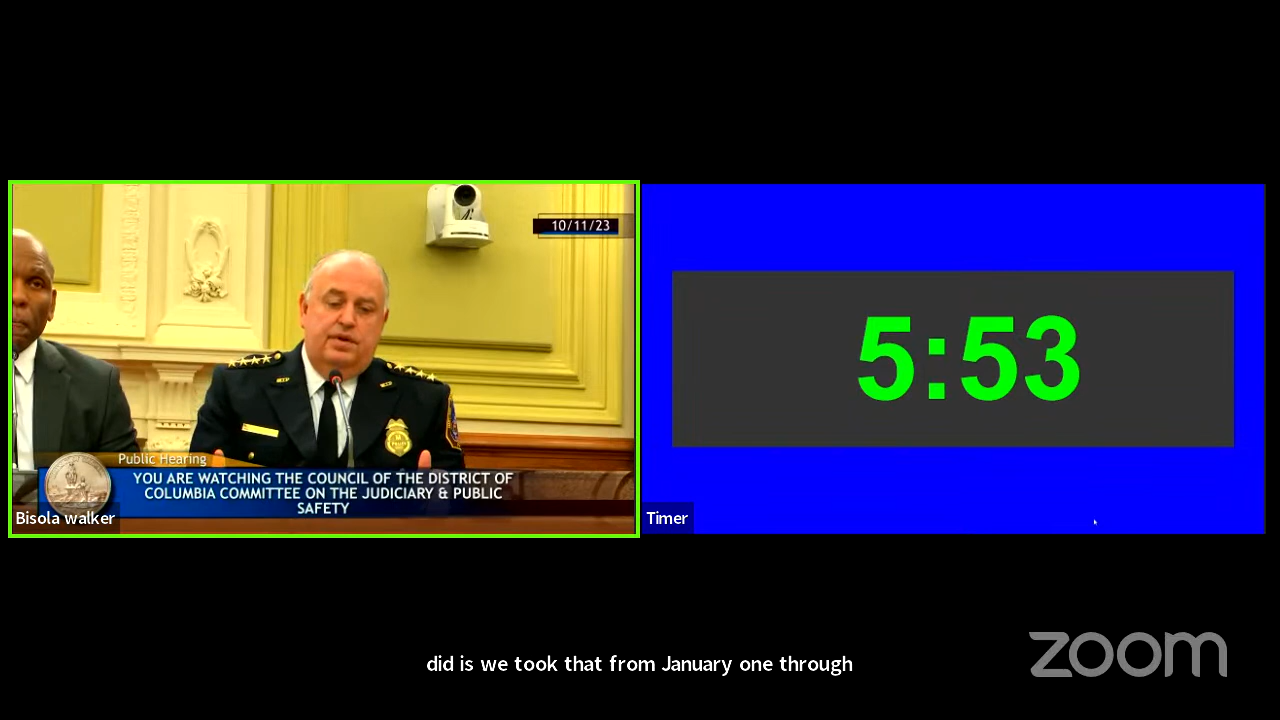 10/11/23
Public Hearing
YOU ARE WATCHING THE COUNCIL OF THE DISTRICT OF
COLUMBIA COMMITTEE ON THE JUDICIARY & PUBLIC
SAFETY
Bisola walker
5:53
Timer
did is we took that from January one through
zoom